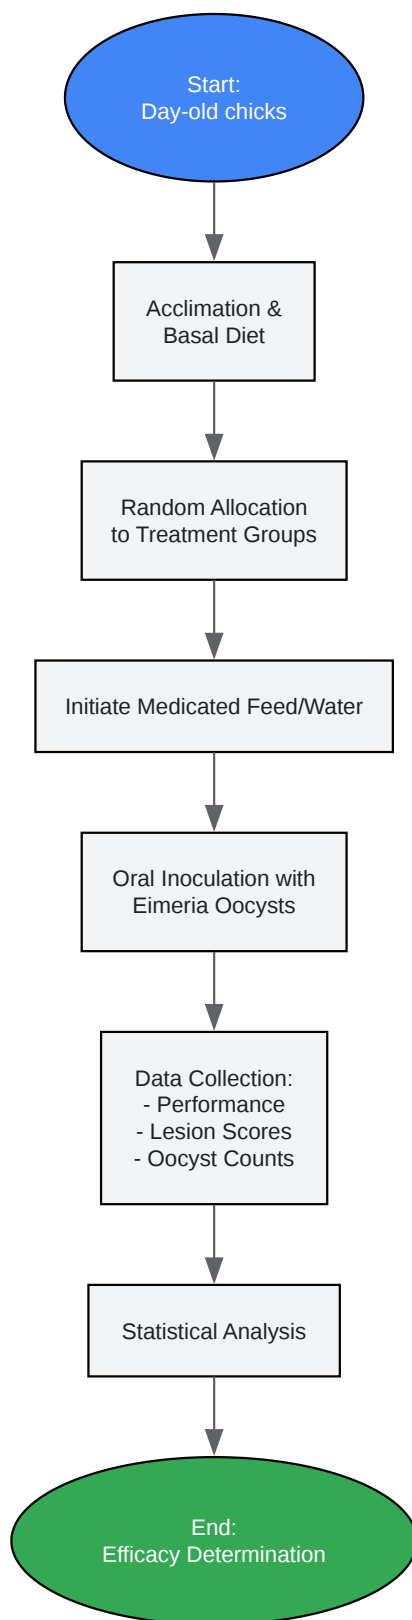 Start:
Day-old chicks
Acclimation &
Basal Diet
Random Allocation
to Treatment Groups
Initiate Medicated Feed/Water
Oral Inoculation with
Eimeria Oocysts
Data Collection:
- Performance
- Lesion Scores
- Oocyst Counts
Statistical Analysis
End:
Efficacy Determination